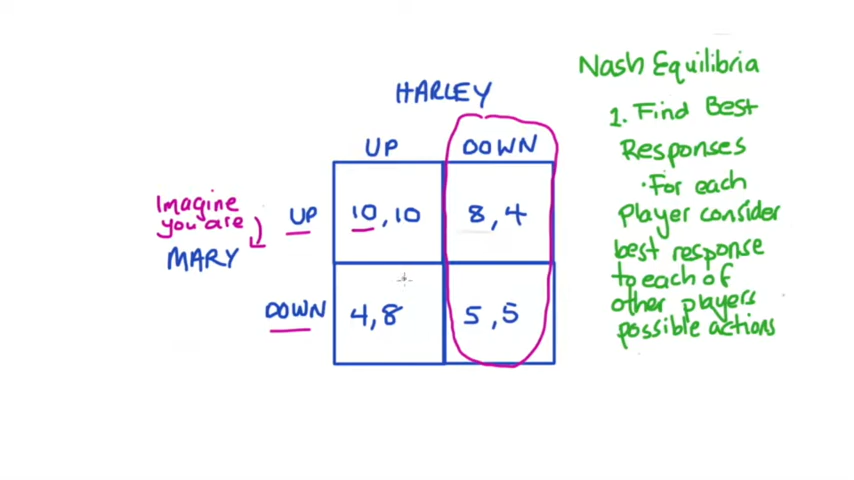 Nash Equilibria
HARLEY
1. Find Best
Responses
UP DOWN
• For each
Player consider
best response
to each of
other players
possible actions
Imagine
you are
MARY
UP 10,10 8,4
DOWN 4,8 5,5